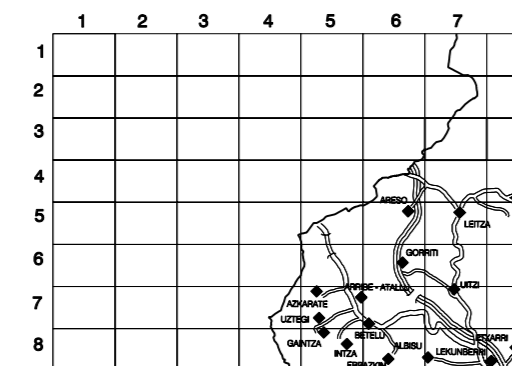 1 2 3 4 5 6 7
1
2
3
4
ARESO
5
LEITZA
6
GORRITI
UITZI
ARRIBE - ATALLU
7
AZKARATE
UZTEGI
BETELU
GAINTZA
ALBISU
8
INTZA
LEKUNBERRI
ERRAZKIN